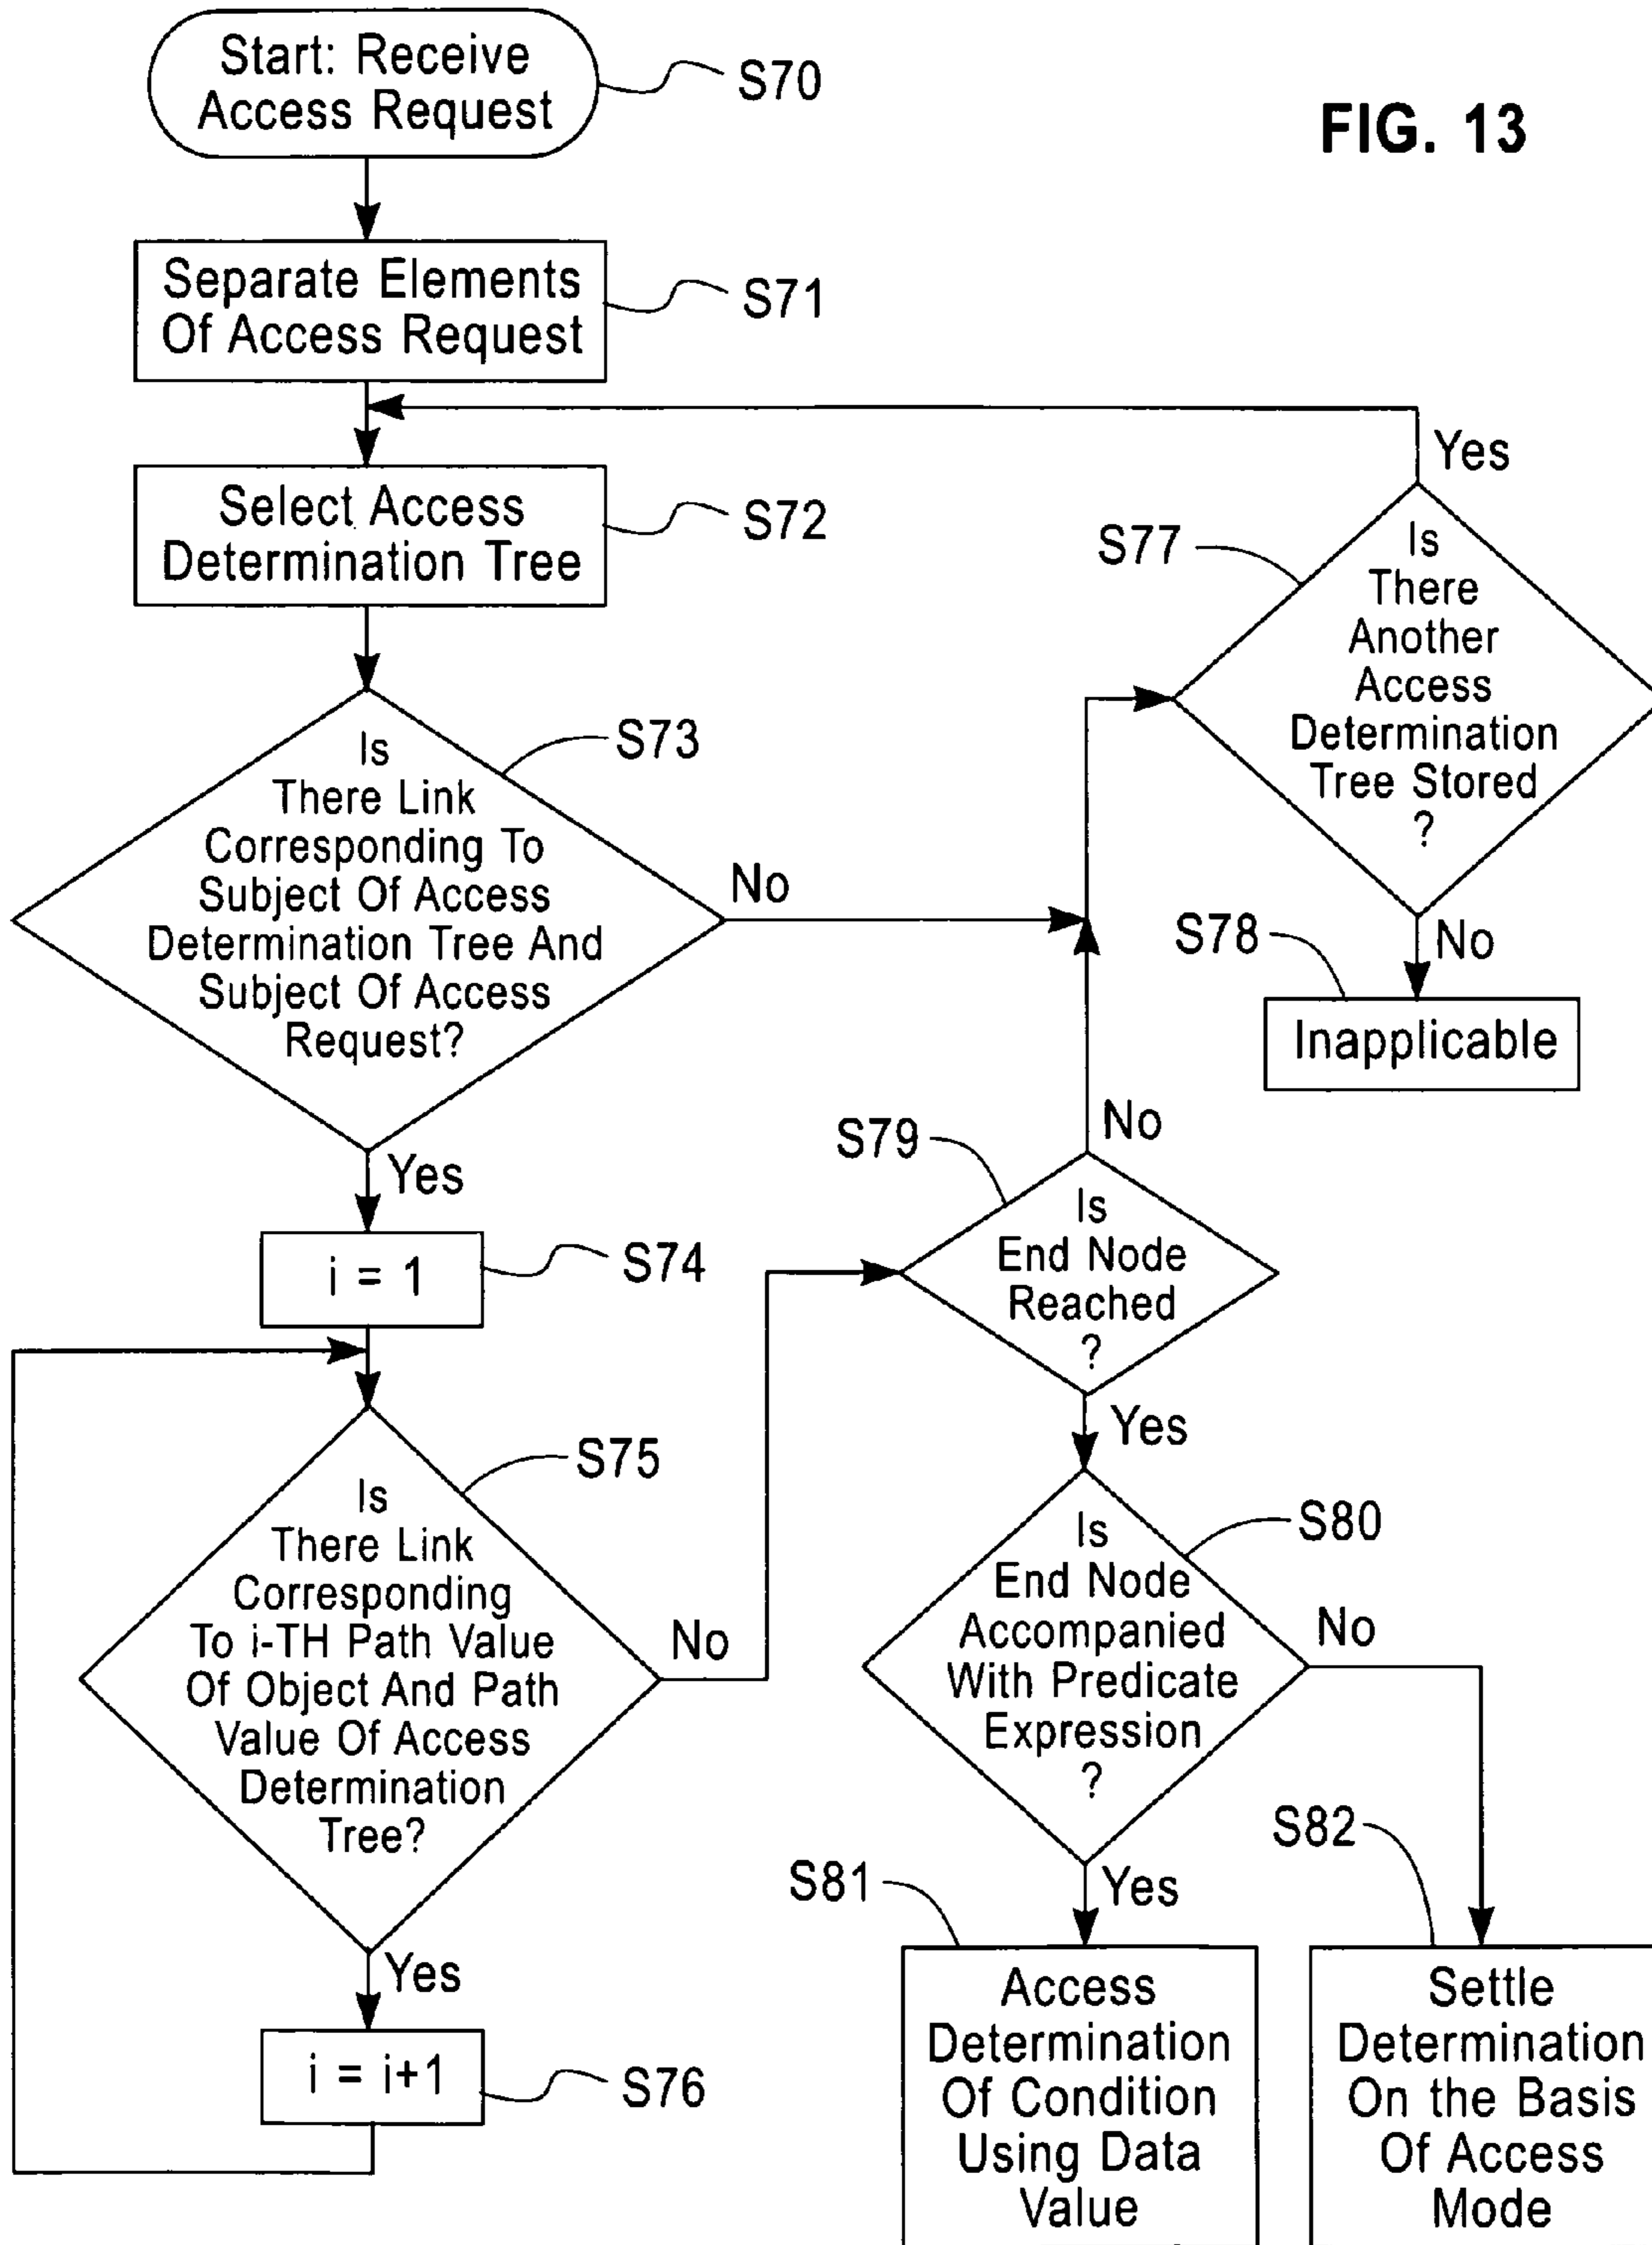 FIG. 13
Start: Receive
Access Request
S70
Separate Elements
Of Access Request
S71
Select Access
Determination Tree
S72
Is
There Link
Corresponding To
Subject Of Access
Determination Tree And
Subject Of Access
Request?
S73
No
Yes
i = 1
S74
Is
There Link
Corresponding
To i-TH Path Value
Of Object And Path
Value Of Access
Determination
Tree?
S75
No
Yes
i = i+1
S76
Yes
S77
Is
There
Another
Access
Determination
Tree Stored
?
No
S78
Inapplicable
No
S79
Is
End Node
Reached
?
Yes
S80
Is
End Node
Accompanied
With Predicate
Expression
?
No
Yes
S81
Access
Determination
Of Condition
Using Data
Value
S82
Settle
Determination
On the Basis
Of Access
Mode